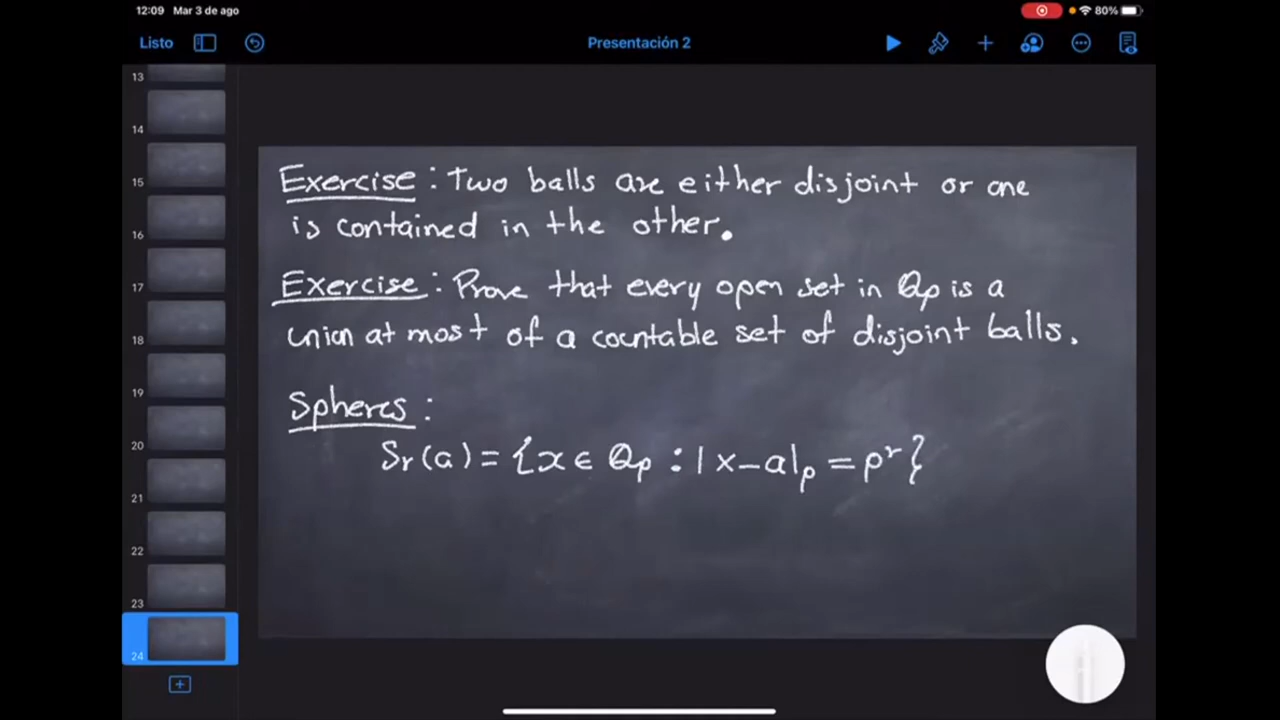 12:09 Mar 3 de ago
80%
Listo
Presentación 2
13
14
15
16
17
18
19
20
21
22
23
24
Exercise: Two balls are either disjoint or one
is contained in the other.
Exercise: Prove that every open set in ℚp is a
union at most of a countable set of disjoint balls.
Spheres:
Sr(a) = {x ∈ ℚp : |x-a|p = p^r}